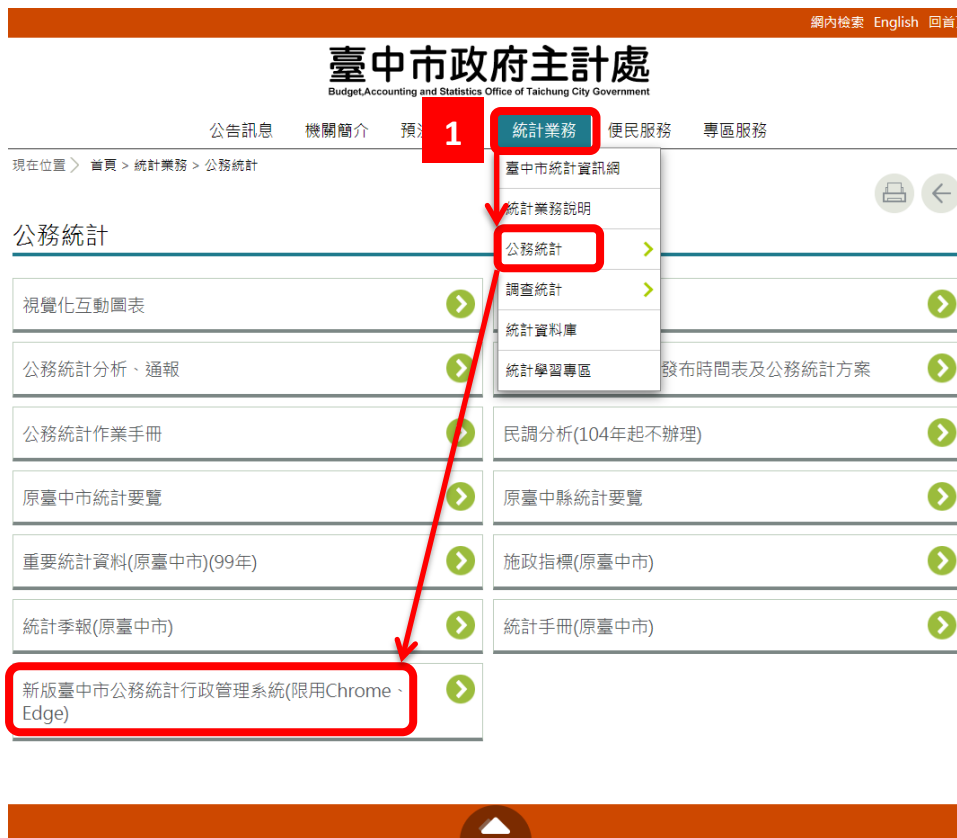 網內檢索 English 回首
臺中市政府主計處
Budget,Accounting and Statistics Office of Taichung City Government
公告訊息 機關簡介 預 1 統計業務 便民服務 專區服務
現在位置 〉 首頁 > 統計業務 > 公務統計
臺中市統計資訊網
統計業務說明
公務統計
調查統計
統計資料庫
統計學習專區
公務統計
視覺化互動圖表
公務統計分析、通報
發布時間表及公務統計方案
公務統計作業手冊
民調分析(104年起不辦理)
原臺中市統計要覽
原臺中縣統計要覽
重要統計資料(原臺中市)(99年)
施政指標(原臺中市)
統計季報(原臺中市)
統計手冊(原臺中市)
新版臺中市公務統計行政管理系統(限用Chrome、
Edge)